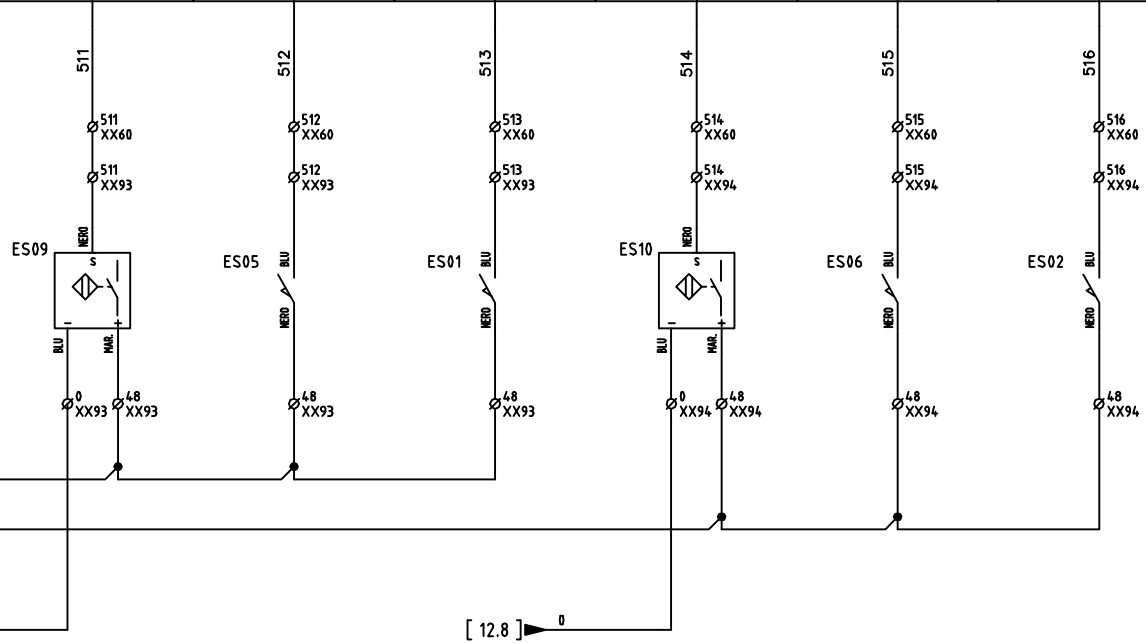 511
512
513
514
515
516
511
XX60
512
XX60
513
XX60
514
XX60
515
XX60
516
XX60
511
XX93
512
XX93
513
XX93
514
XX94
515
XX94
516
XX94
NERO
BLU
BLU
NERO
BLU
BLU
ES09
ES05
ES01
ES10
ES06
ES02
S
S
- +
- +
NERO
NERO
NERO
NERO
BLU
MAR.
BLU
MAR.
0
XX93
48
XX93
48
XX93
48
XX93
0
XX94
48
XX94
48
XX94
48
XX94
[ 12.8 ]
0